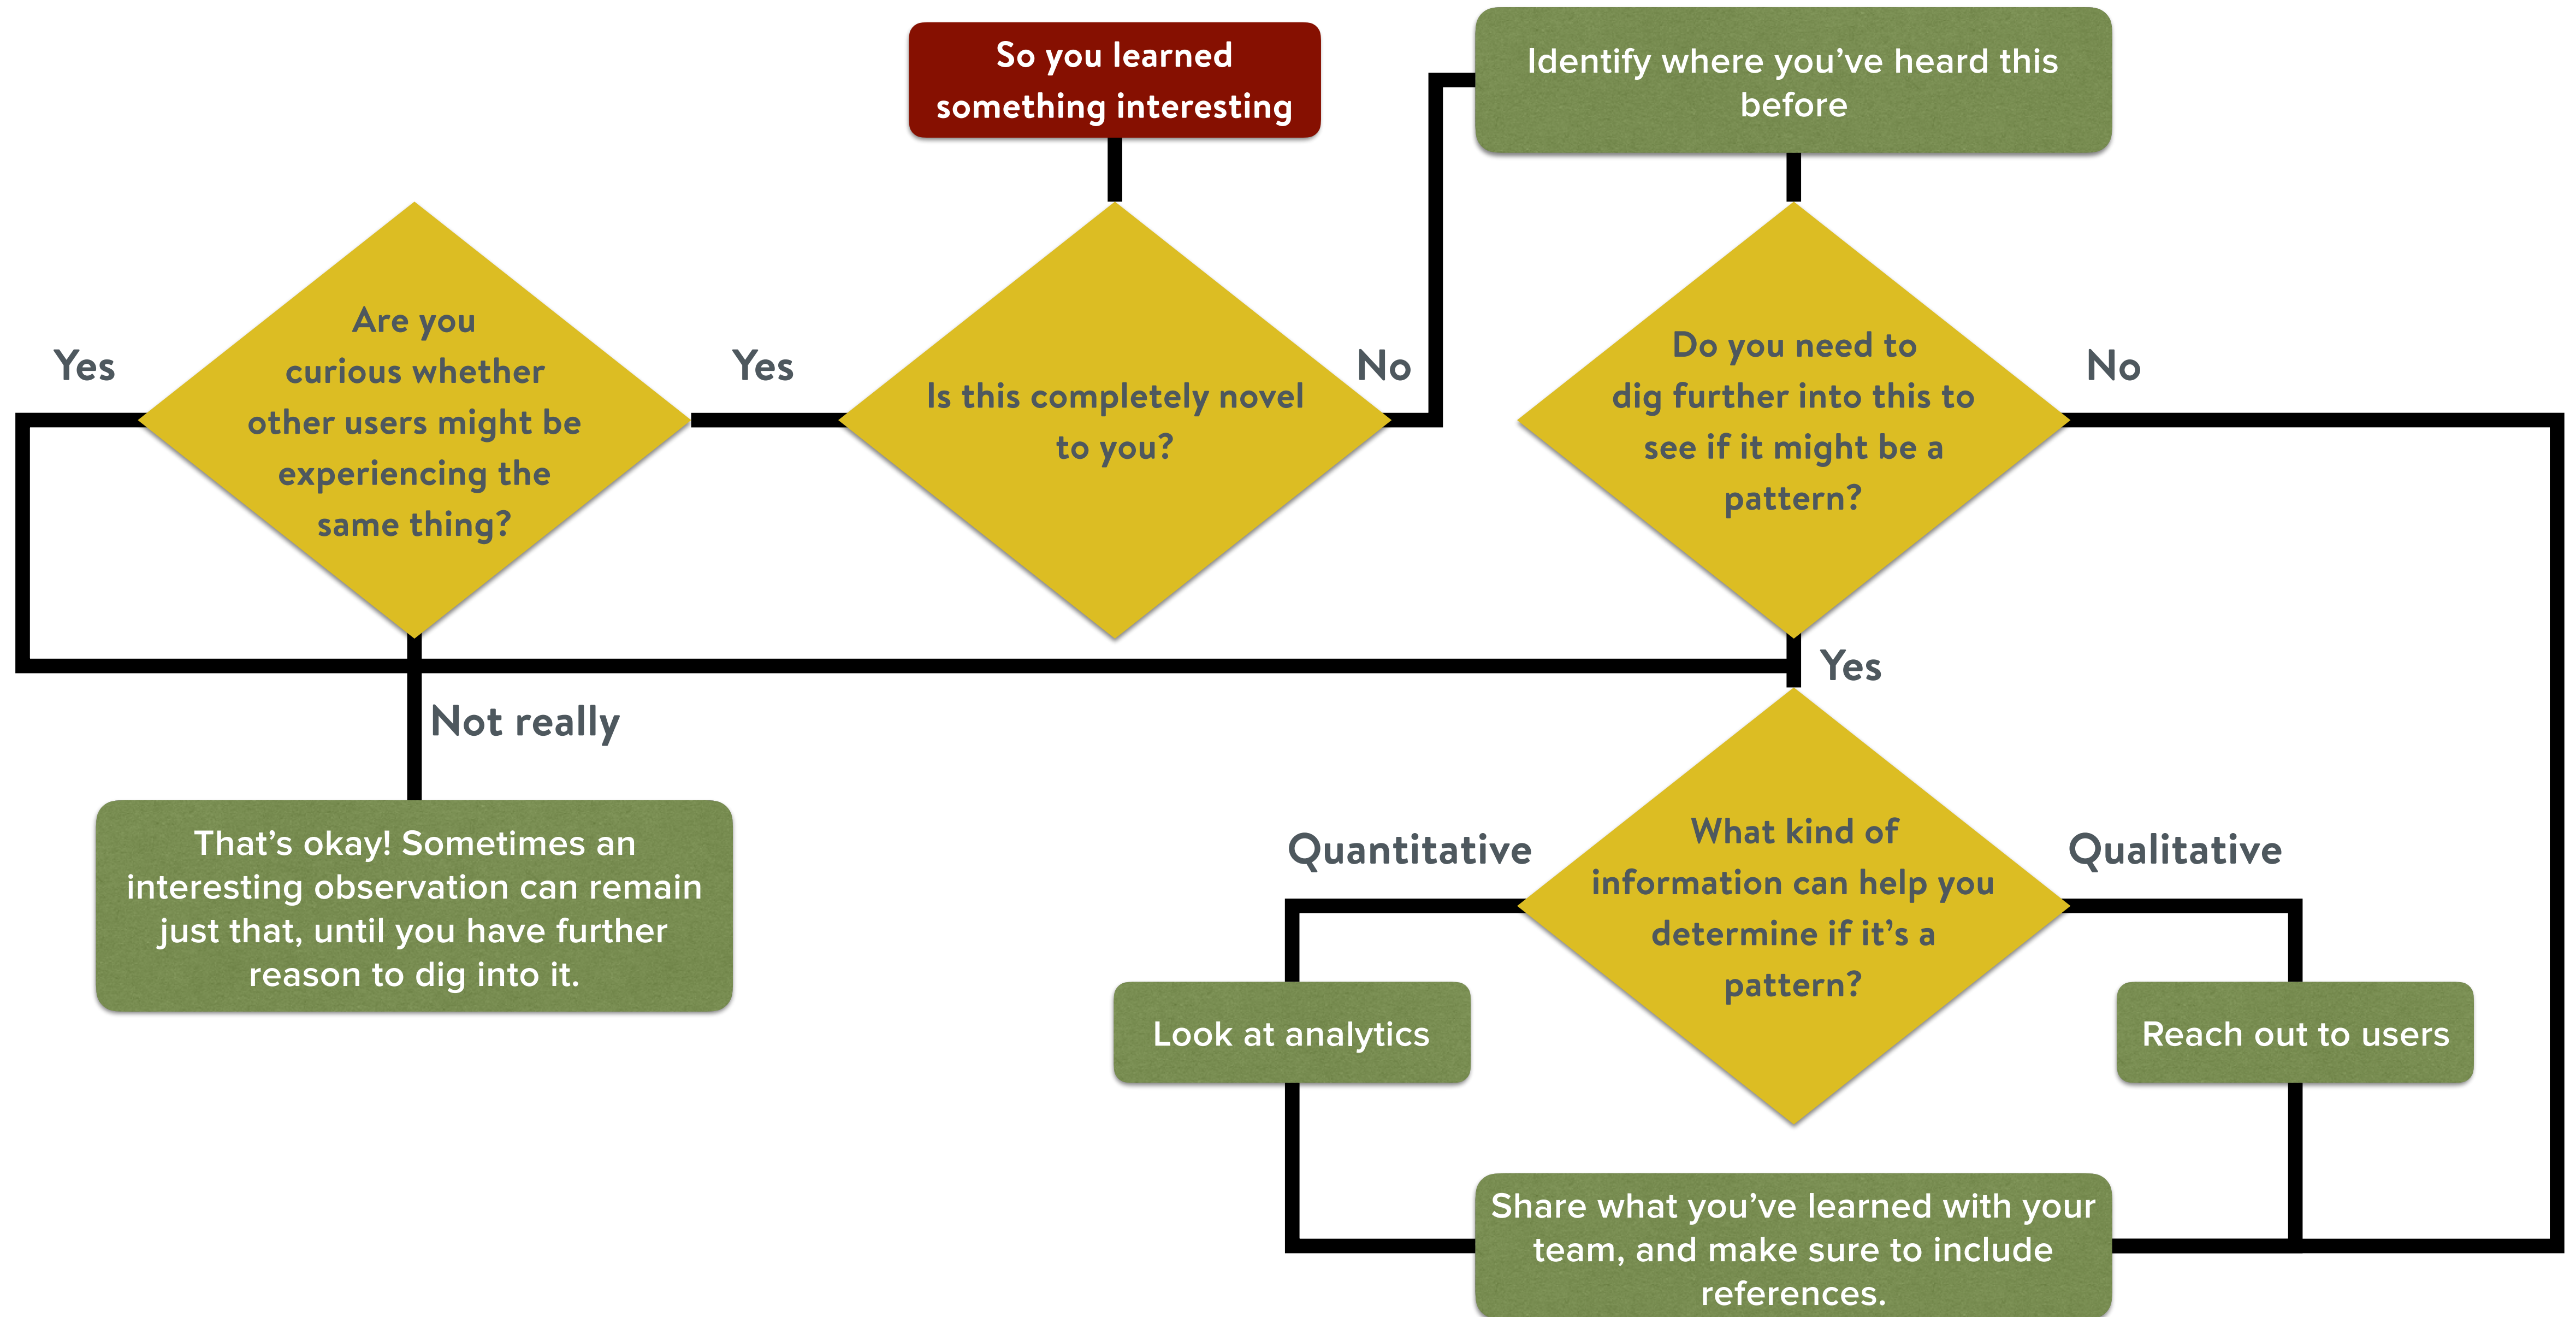 So you learned
something interesting
Identify where you’ve heard this
before
Yes
Are you
curious whether
other users might be
experiencing the
same thing?
Yes
Is this completely novel
to you?
No
Do you need to
dig further into this to
see if it might be a
pattern?
No
Yes
Not really
That’s okay! Sometimes an
interesting observation can remain
just that, until you have further
reason to dig into it.
Quantitative
What kind of
information can help you
determine if it’s a
pattern?
Qualitative
Look at analytics
Reach out to users
Share what you’ve learned with your
team, and make sure to include
references.